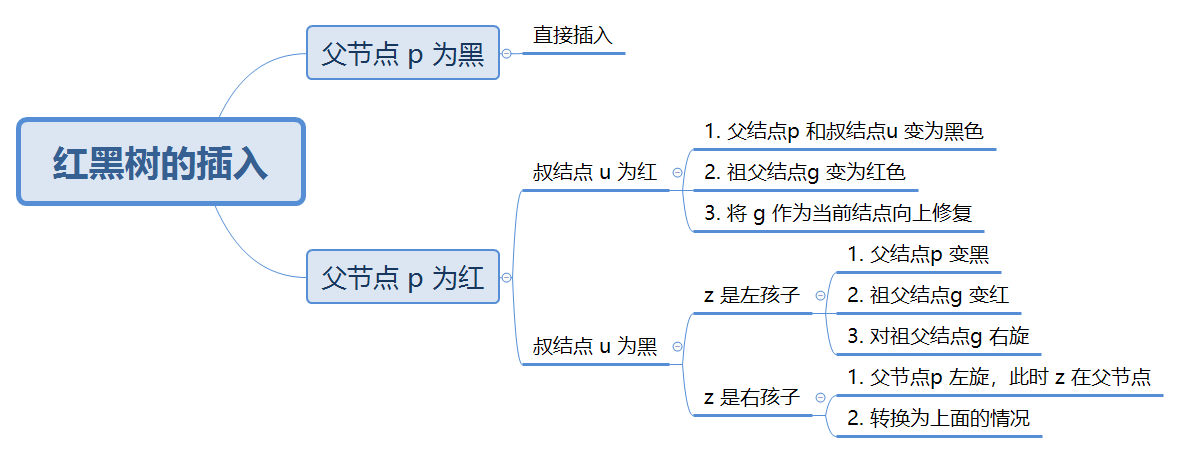 红黑树的插入
父节点 p 为黑
直接插入
父节点 p 为红
叔结点 u 为红
1. 父结点p 和叔结点u 变为黑色
2. 祖父结点g 变为红色
3. 将 g 作为当前结点向上修复
叔结点 u 为黑
z 是左孩子
1. 父结点p 变黑
2. 祖父结点g 变红
3. 对祖父结点g 右旋
z 是右孩子
1. 父节点p 左旋，此时 z 在父节点
2. 转换为上面的情况